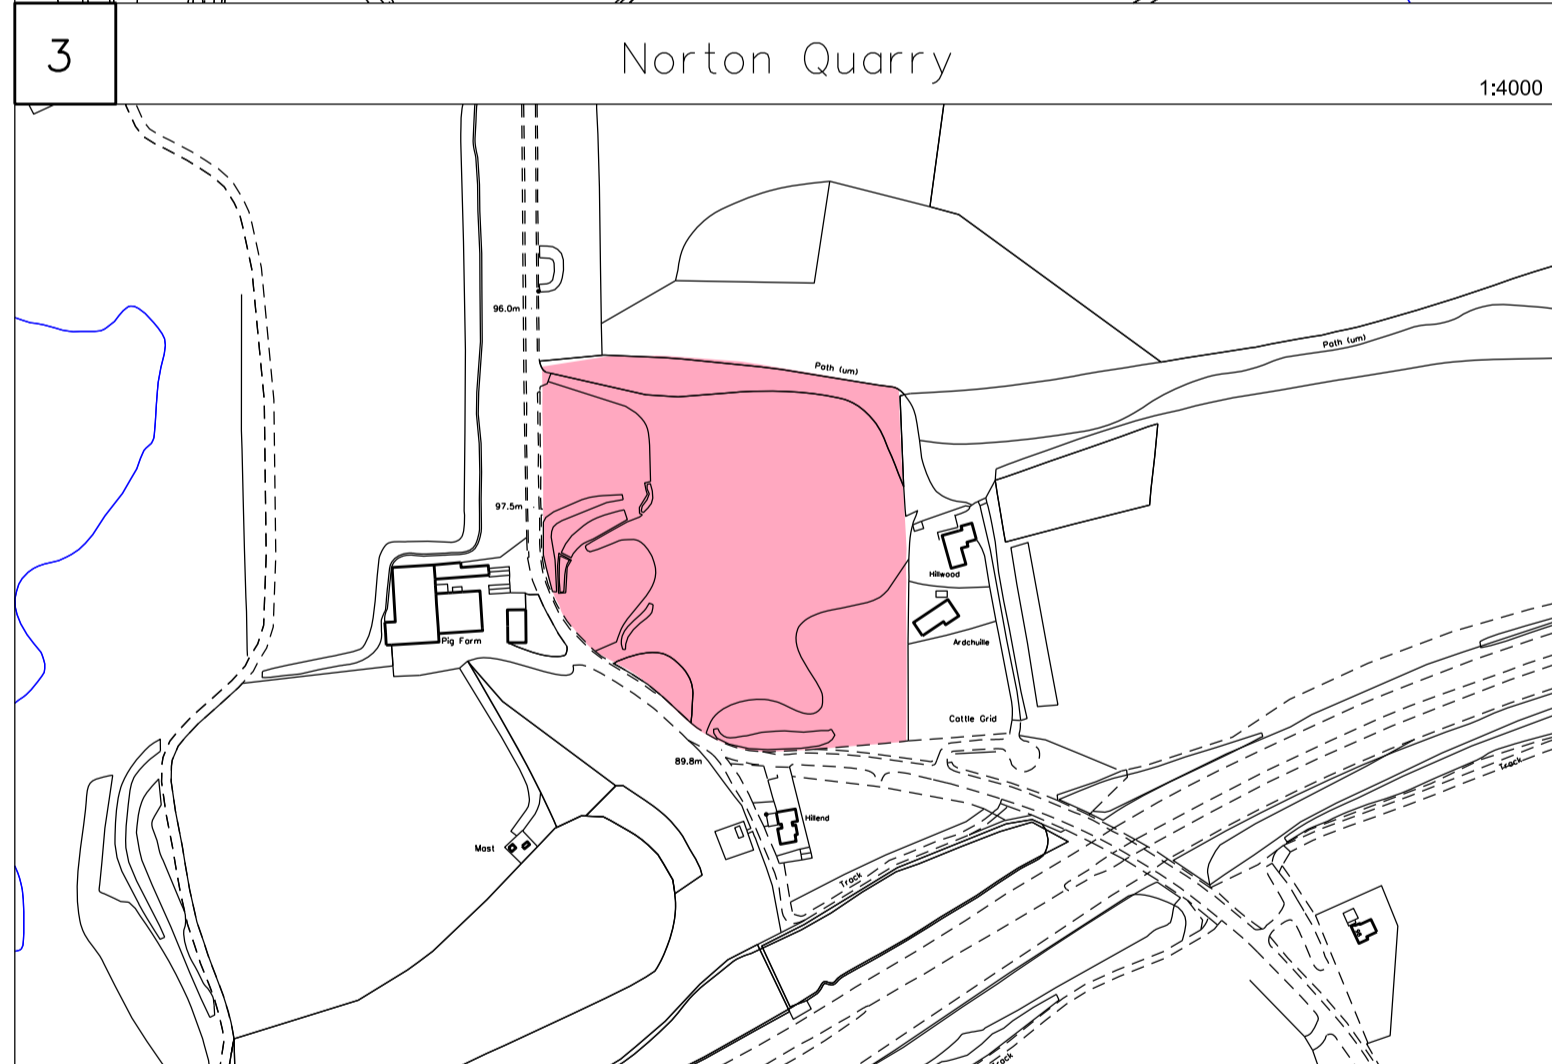 3
Norton Quarry
1:4000
96.0m
Path (um)
Path (um)
97.5m
Hillwood
Pig Farm
Ardchuille
Cattle Grid
89.8m
Track
Hillend
Mast
Track